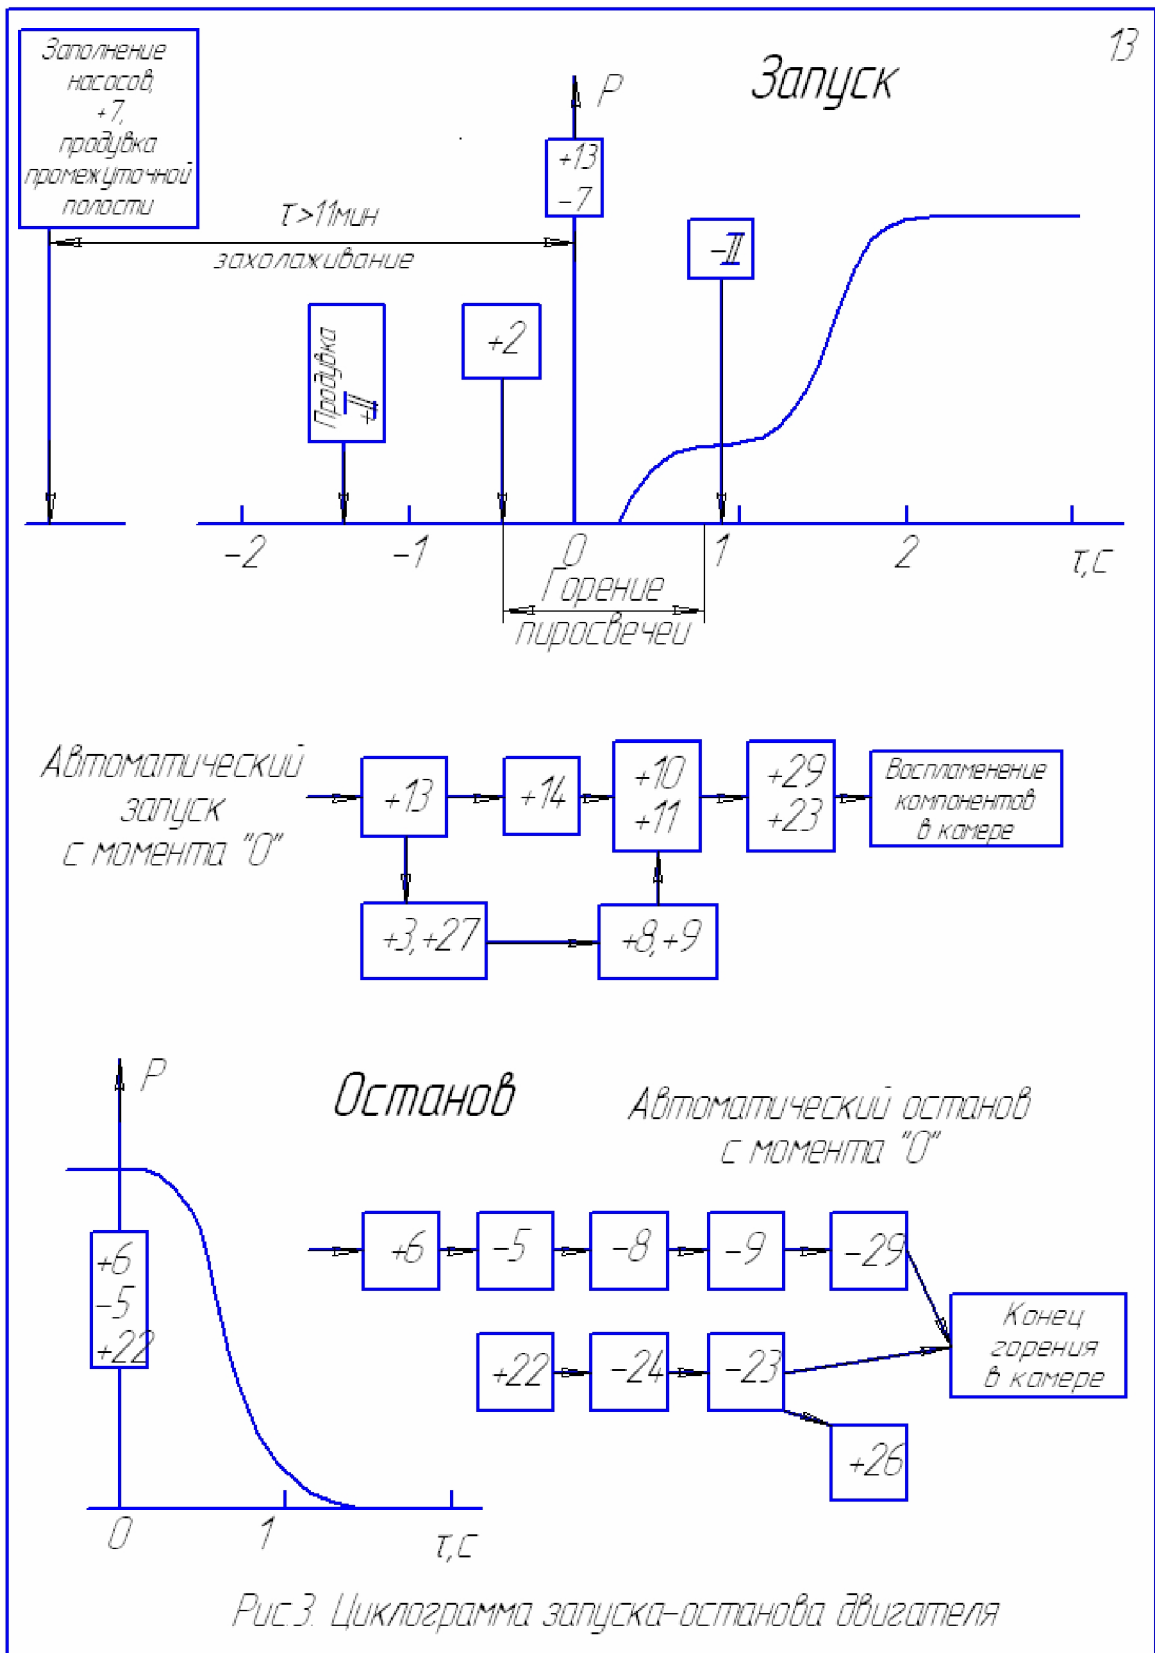 13
Заполнение
насосов,
+7,
продувка
промежуточной
полости
Запуск
P
+13
-7
τ>11мин
захолаживание
-II
+2
Продувка
+II
-2
-1
0
1
2
τ,с
Горение
пиросвечей
Автоматический
запуск
с момента "0"
+13
+14
+10
+11
+29
+23
Воспламенение
компонентов
в камере
+3,+27
+8,+9
P
Останов
Автоматический останов
с момента "0"
+6
-5
+22
+6
-5
-8
-9
-29
Конец
горения
в камере
+22
-24
-23
+26
0
1
τ,с
Рис.3. Циклограмма запуска-останова двигателя